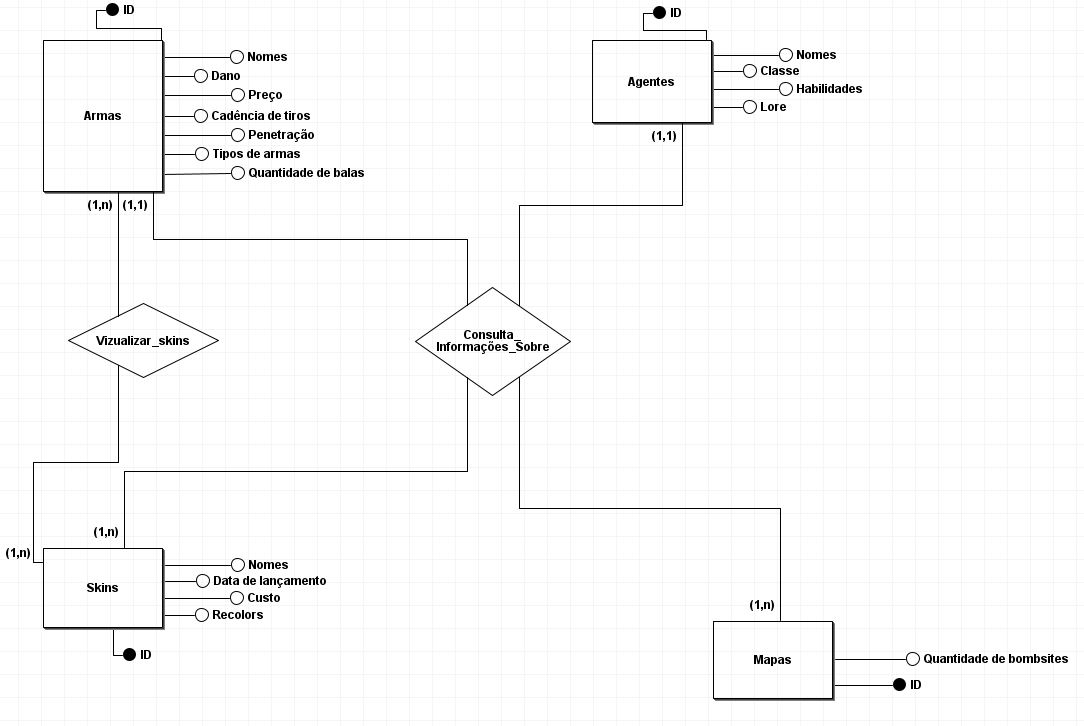 ID
Armas
Nomes
Dano
Preço
Cadência de tiros
Penetração
Tipos de armas
Quantidade de balas
ID
Agentes
Nomes
Classe
Habilidades
Lore
(1,n)
(1,1)
(1,1)
Vizualizar_skins
Consulta_
Informações_Sobre
(1,n)
(1,n)
Skins
Nomes
Data de lançamento
Custo
Recolors
ID
(1,n)
Mapas
Quantidade de bombsites
ID